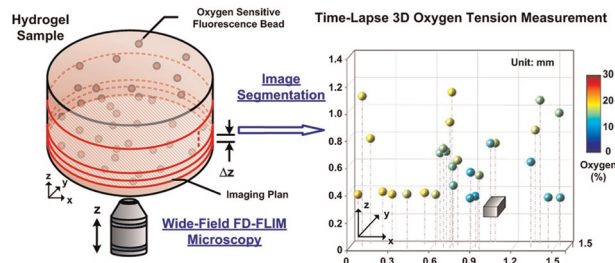 Hydrogel
Sample
Oxygen Sensitive
Fluorescence Bead
Δz
Imaging Plan
z
y
x
z
Wide-Field FD-FLIM
Microscopy
Image
Segmentation
Time-Lapse 3D Oxygen Tension Measurement
Unit: mm
1.4
1.2
1.0
0.8
0.6
0.4
0.2
0
z
y
x
0
0.3
0.6
0.9
1.2
1.5
1.5
30
20
10
0
Oxygen
(%)